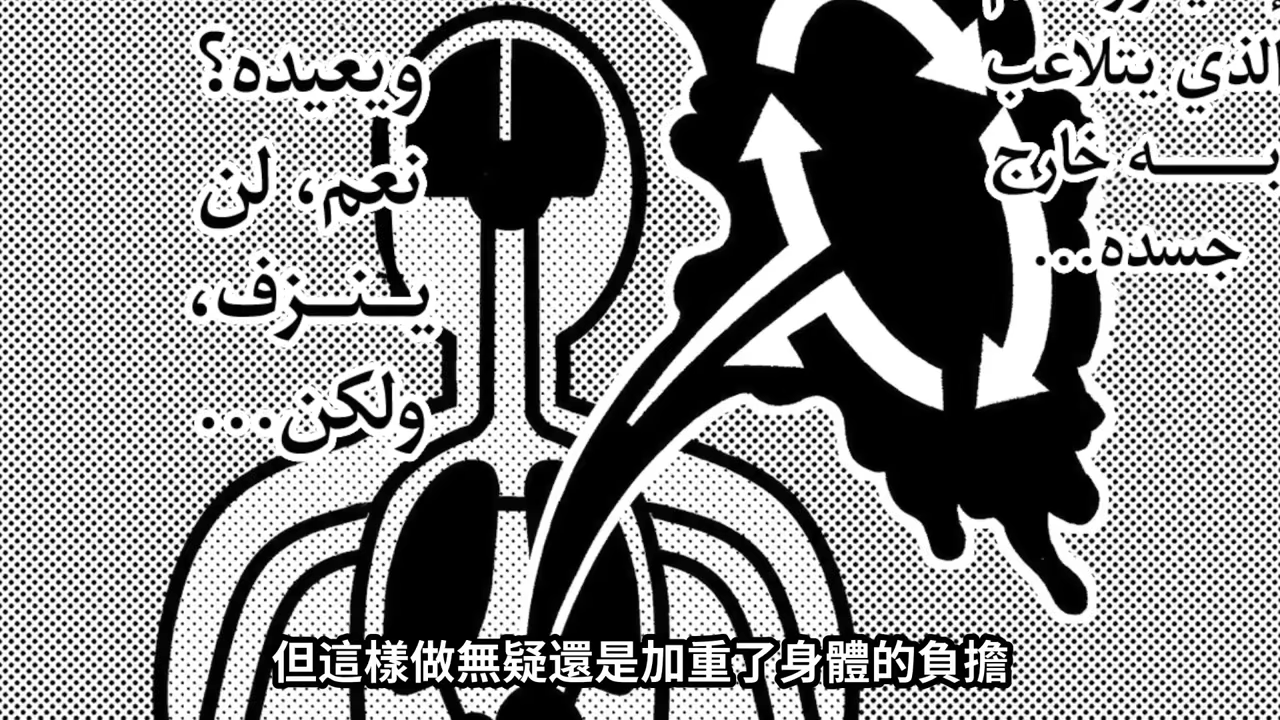 الذي يتلاعب
بـــه خارج
جسده...
ويعيده؟
نعم، لن
يـنـزف،
ولكن...
但這樣做無疑還是加重了身體的負擔